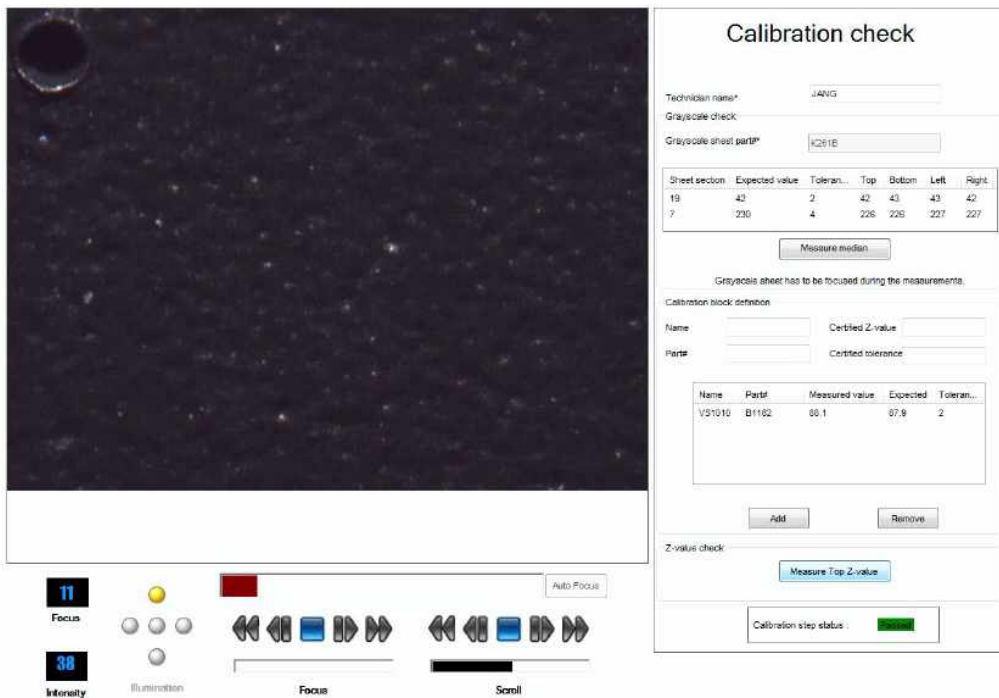 Calibration check
Technician name* JANG
Grayscale check
Grayscale sheet part#* K261B
Sheet section Expected value Toleran... Top Bottom Left Right
19 42 2 42 43 43 42
7 230 4 226 226 227 227
Measure median
Grayscale sheet has to be focused during the measurements.
Calibration block definition
Name Certified Z-value
Part# Certified tolerance
Name Part# Measured value Expected Toleran...
VS1010 B1182 88.1 87.9 2
Add Remove
Z-value check
Measure Top Z-value
Calibration step status : Passed
11
Focus
Auto Focus
38
Intensity
Illumination
Focus
Scroll